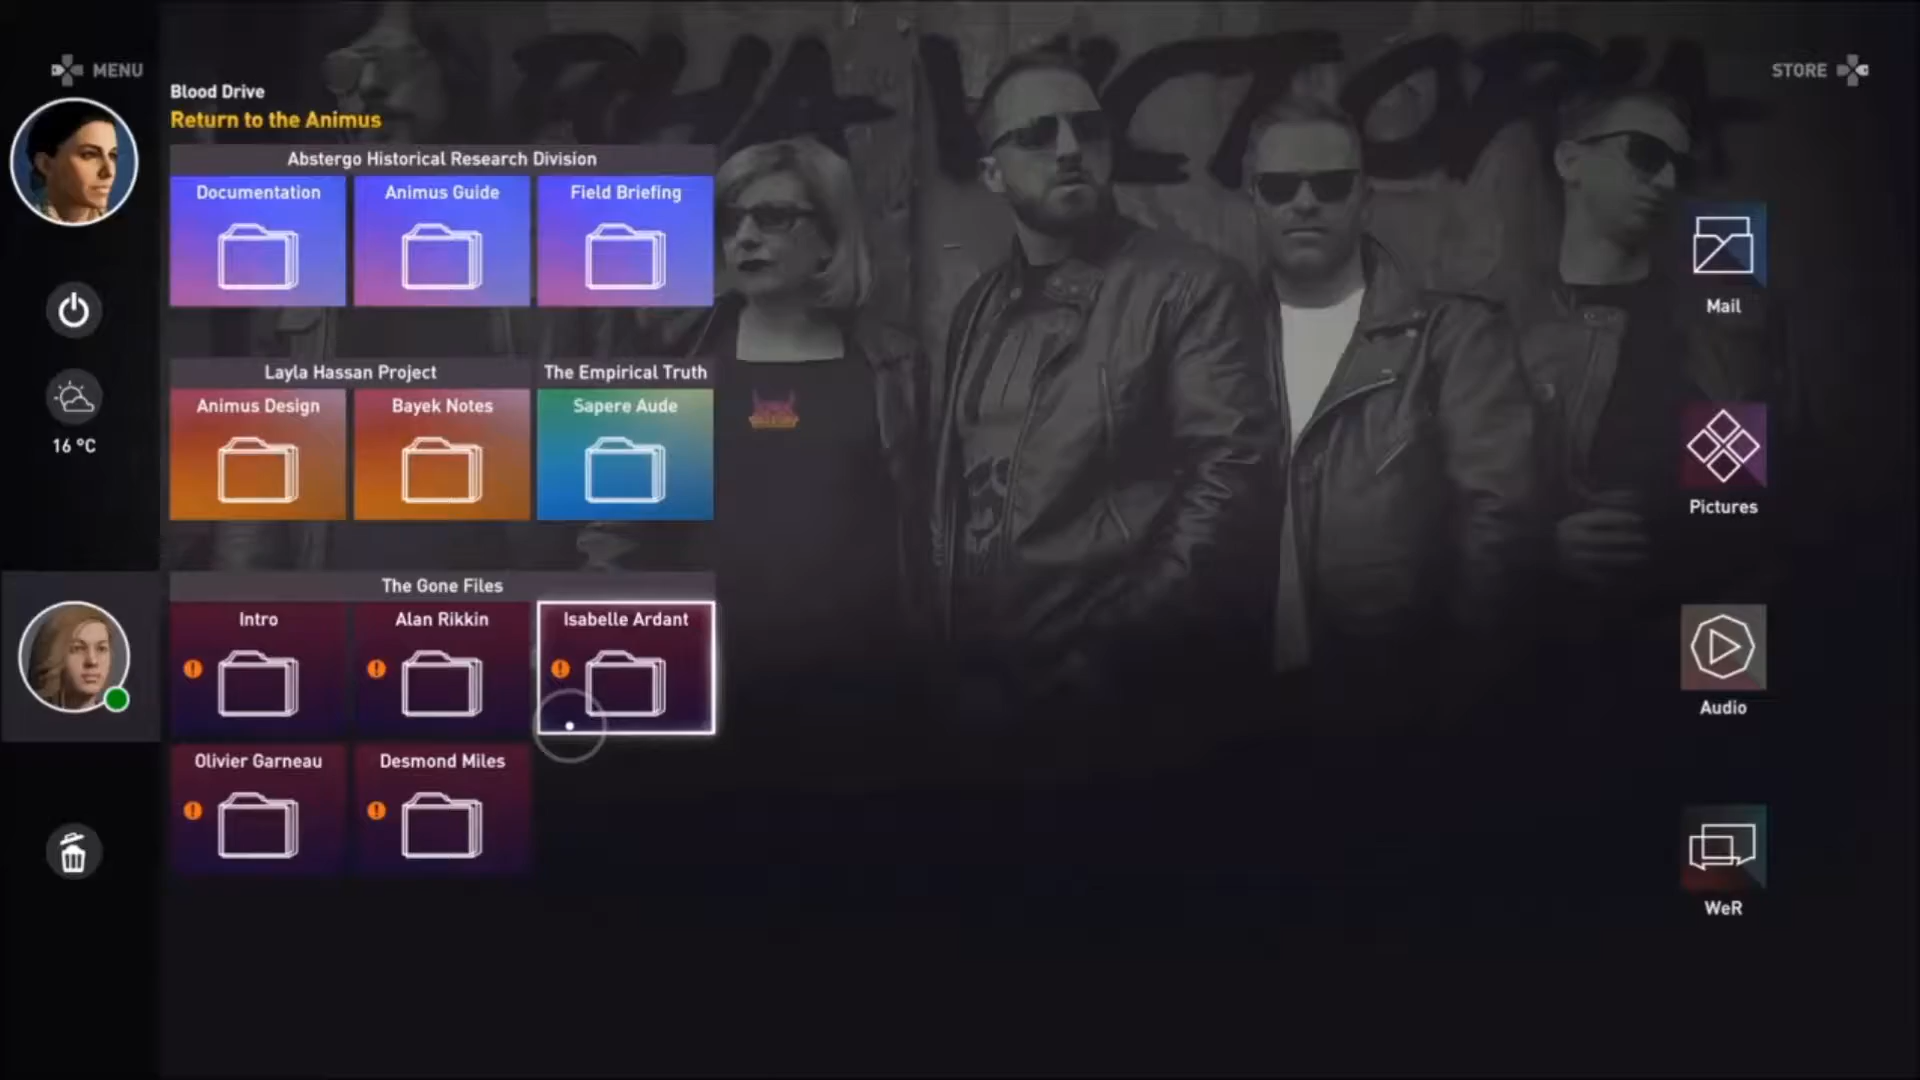 MENU
STORE
Blood Drive
Return to the Animus
Abstergo Historical Research Division
Documentation
Animus Guide
Field Briefing
Mail
Layla Hassan Project
The Empirical Truth
Animus Design
Bayek Notes
Sapere Aude
16 °C
Pictures
The Gone Files
Intro
Alan Rikkin
Isabelle Ardant
Audio
Olivier Garneau
Desmond Miles
WeR